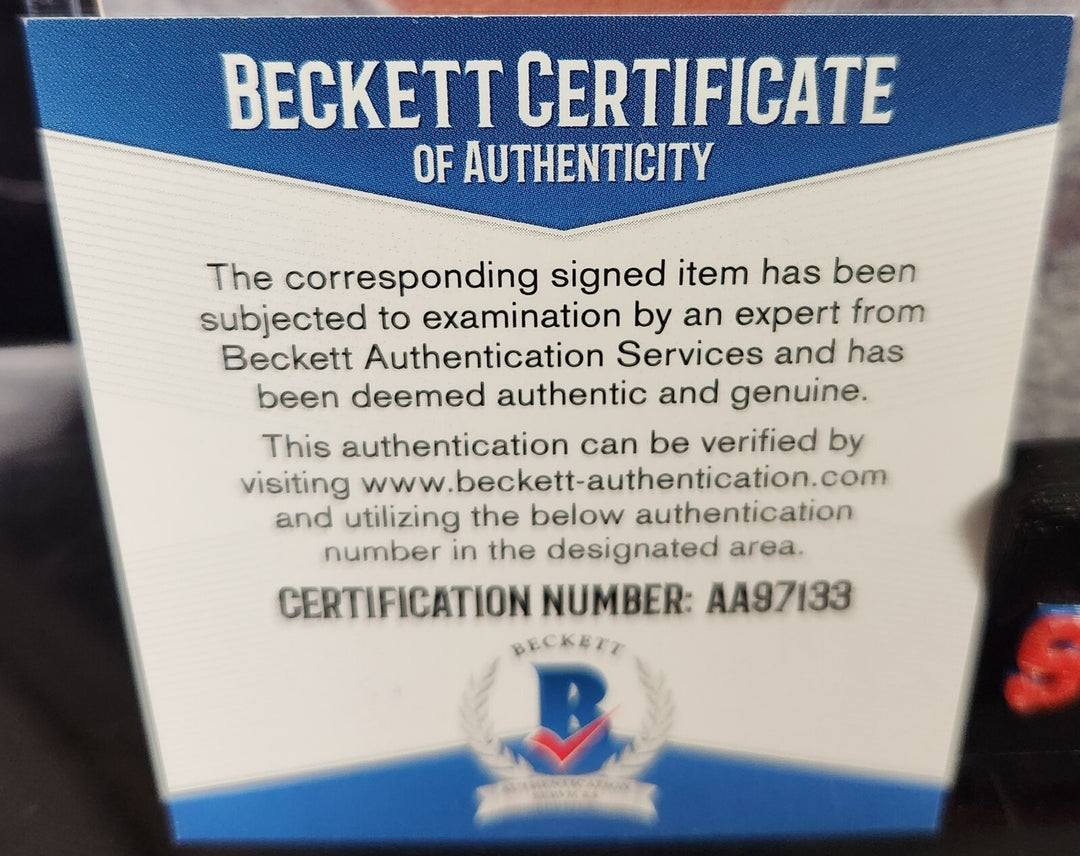 BECKETT CERTIFICATE
OF AUTHENTICITY
The corresponding signed item has been
subjected to examination by an expert from
Beckett Authentication Services and has
been deemed authentic and genuine.
This authentication can be verified by
visiting www.beckett-authentication.com
and utilizing the below authentication
number in the designated area.
CERTIFICATION NUMBER: AA97133
BECKETT
B
AUTHENTICATION
SERVICES
S